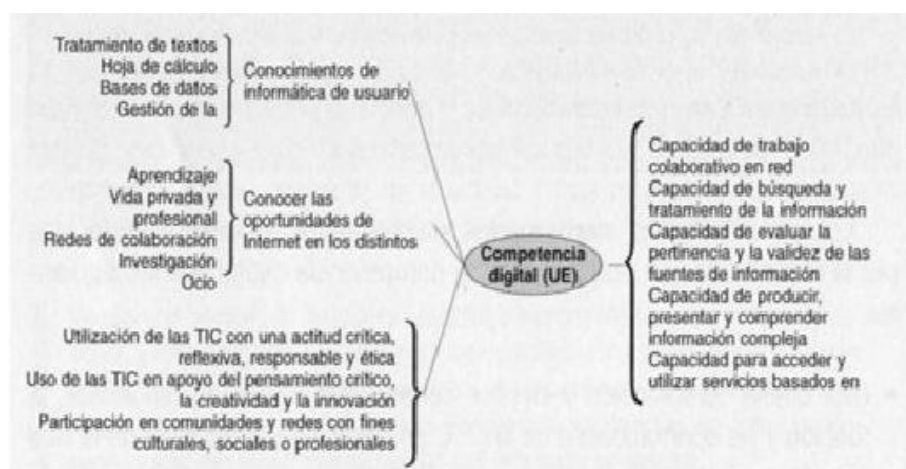 Tratamiento de textos
Hoja de cálculo
Bases de datos
Gestión de la
Conocimientos de
informática de usuario
Aprendizaje
Vida privada y
profesional
Redes de colaboración
Investigación
Ocio
Conocer las
oportunidades de
Internet en los distintos
Utilización de las TIC con una actitud crítica,
reflexiva, responsable y ética
Uso de las TIC en apoyo del pensamiento crítico,
la creatividad y la innovación
Participación en comunidades y redes con fines
culturales, sociales o profesionales
Competencia
digital (UE)
Capacidad de trabajo
colaborativo en red
Capacidad de búsqueda y
tratamiento de la información
Capacidad de evaluar la
pertinencia y la validez de las
fuentes de información
Capacidad de producir,
presentar y comprender
información compleja
Capacidad para acceder y
utilizar servicios basados en